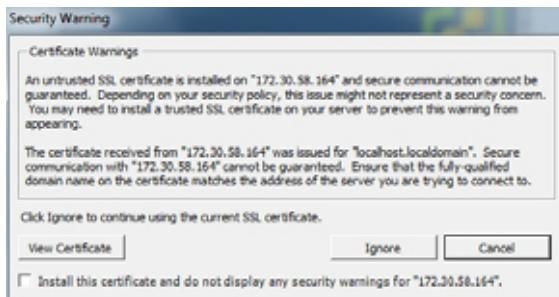 Security Warning
Certificate Warnings
An untrusted SSL certificate is installed on "172.30.58.164" and secure communication cannot be
guaranteed. Depending on your security policy, this issue might not represent a security concern.
You may need to install a trusted SSL certificate on your server to prevent this warning from
appearing.
The certificate received from "172.30.58.164" was issued for "localhost.localdomain". Secure
communication with "172.30.58.164" cannot be guaranteed. Ensure that the fully-qualified
domain name on the certificate matches the address of the server you are trying to connect to.
Click Ignore to continue using the current SSL certificate.
View Certificate
Ignore
Cancel
Install this certificate and do not display any security warnings for "172.30.58.164".